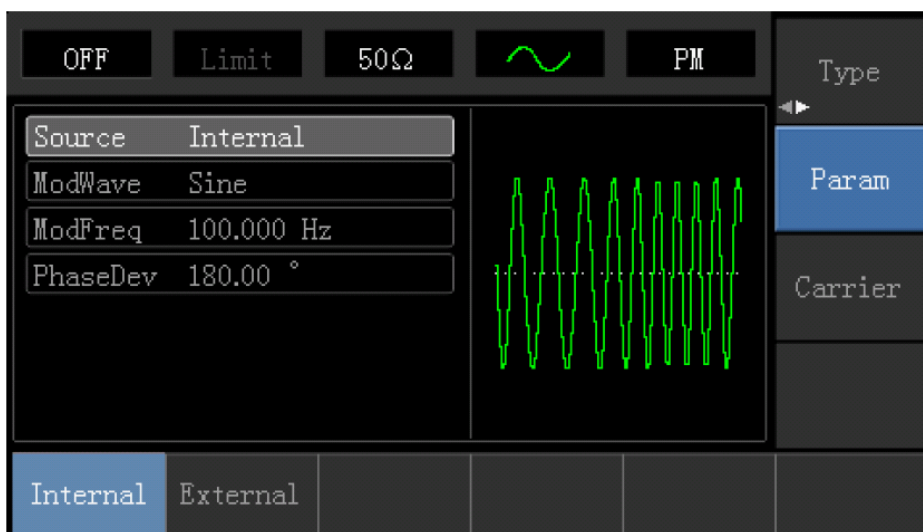 OFF Limit 50Ω PM
Type
Source Internal
ModWave Sine
ModFreq 100.000 Hz
PhaseDev 180.00 °
Param
Carrier
Internal External